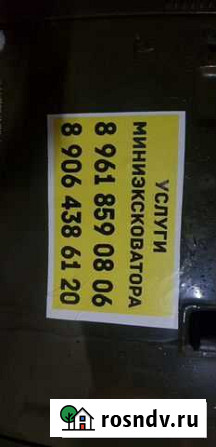 УСЛУГИ
МИНИЭКСКОВАТОРА
8 961 859 08 06
8 906 438 61 20
rosndv.ru